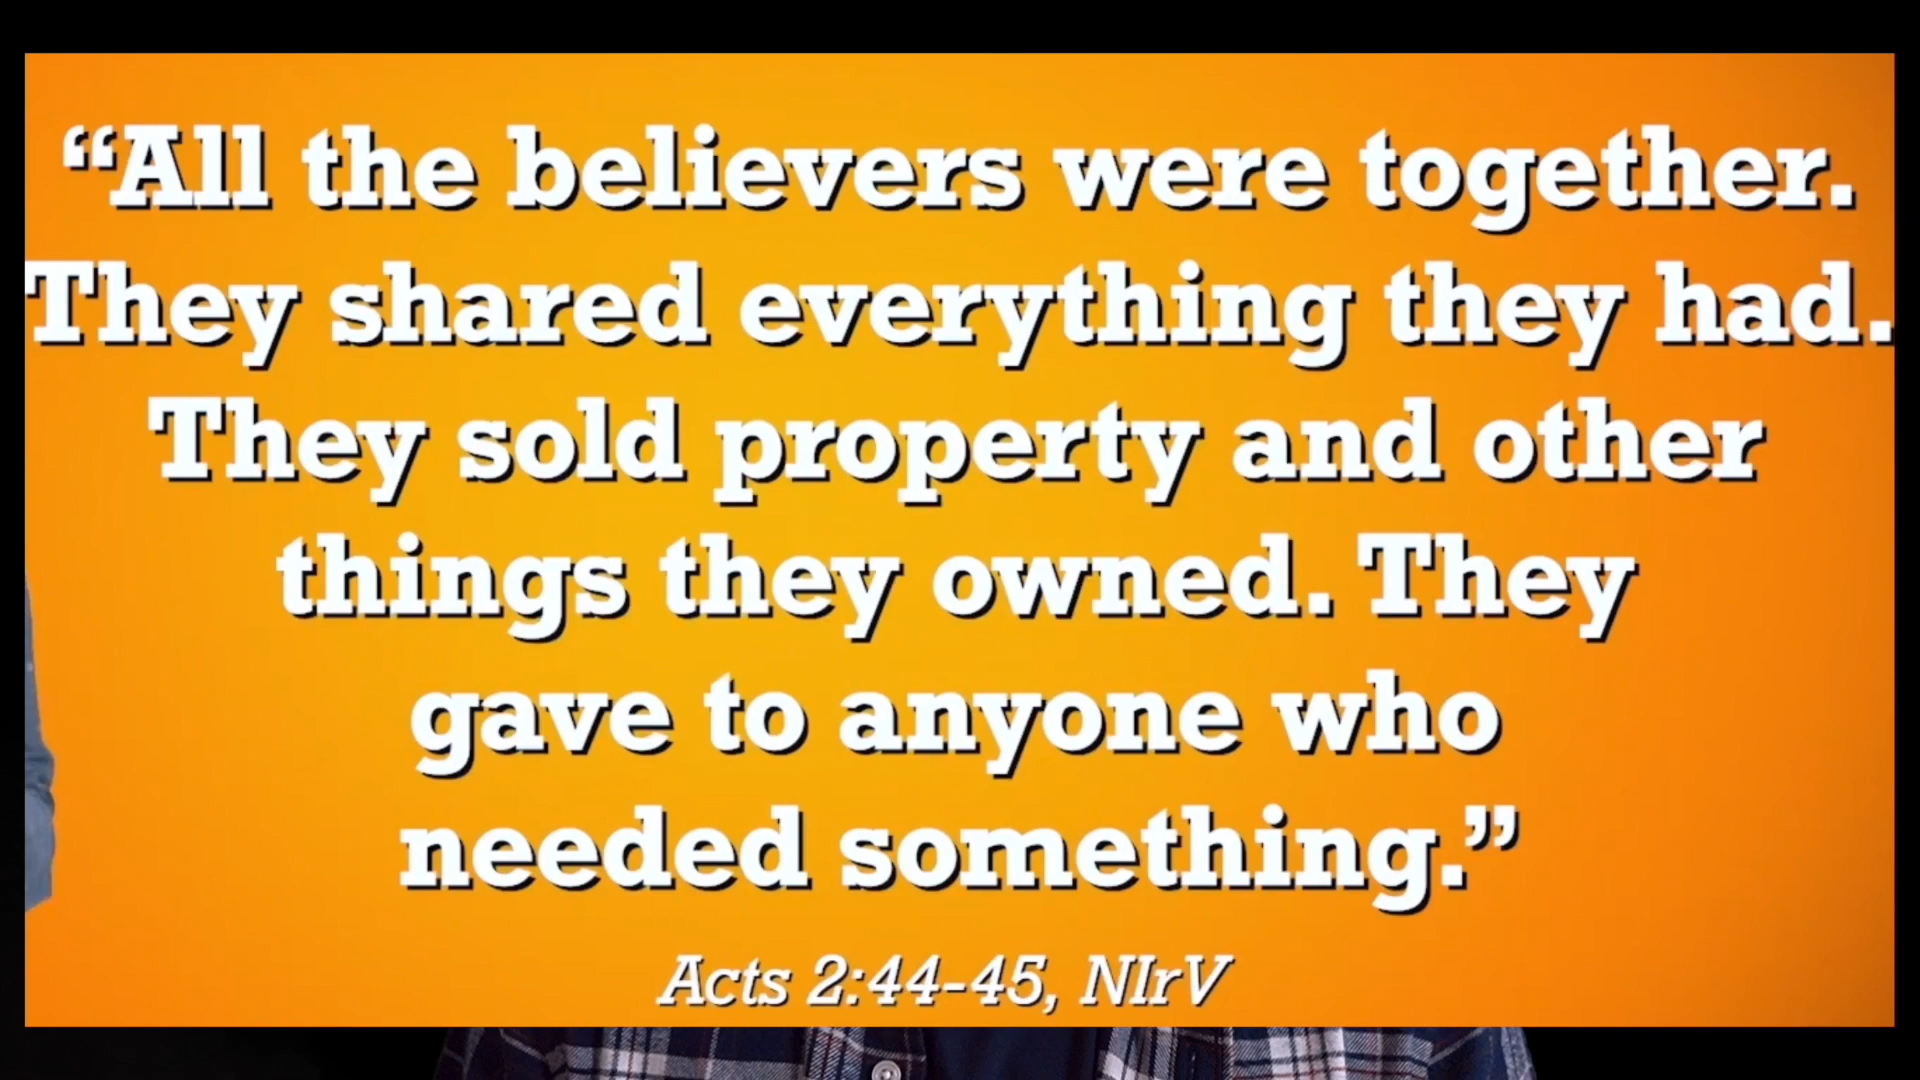 “All the believers were together.
They shared everything they had.
They sold property and other
things they owned. They
gave to anyone who
needed something.”
Acts 2:44-45, NIrV